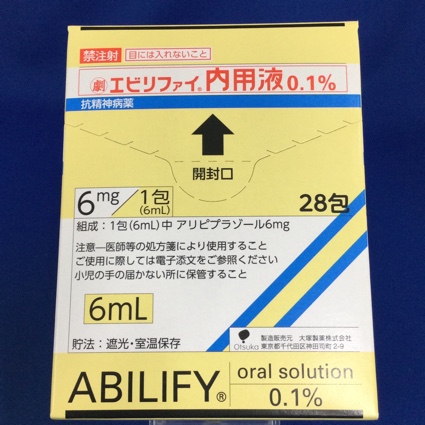 禁注射 目には入れないこと
劇 エビリファイ®内用液0.1%
抗精神病薬
開封口
6mg/1包(6mL) 28包
組成：1包(6mL)中 アリピプラゾール6mg
注意―医師等の処方箋により使用すること
ご使用に際しては電子添文をご参照ください
小児の手の届かない所に保管すること
6mL
貯法：遮光・室温保存
Otsuka
製造販売元 大塚製薬株式会社
東京都千代田区神田司町2-9
ABILIFY® oral solution
0.1%